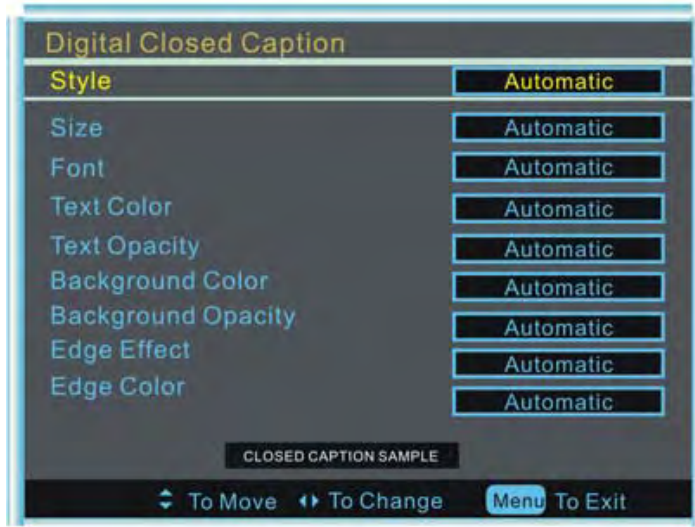 Digital Closed Caption
Style Automatic
Size Automatic
Font Automatic
Text Color Automatic
Text Opacity Automatic
Background Color Automatic
Background Opacity Automatic
Edge Effect Automatic
Edge Color Automatic
CLOSED CAPTION SAMPLE
To Move To Change Menu To Exit